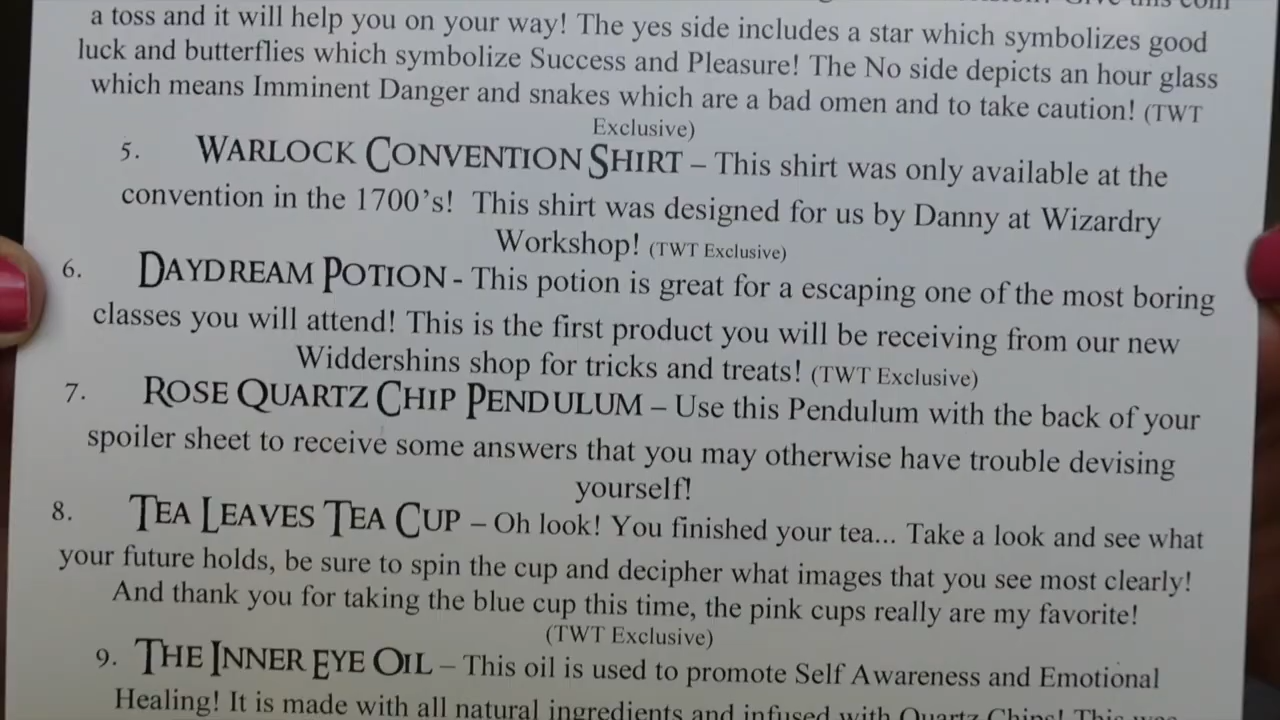 a toss and it will help you on your way! The yes side includes a star which symbolizes good
luck and butterflies which symbolize Success and Pleasure! The No side depicts an hour glass
which means Imminent Danger and snakes which are a bad omen and to take caution! (TWT
Exclusive)
5. WARLOCK CONVENTION SHIRT – This shirt was only available at the
convention in the 1700's! This shirt was designed for us by Danny at Wizardry
Workshop! (TWT Exclusive)
6. DAYDREAM POTION - This potion is great for a escaping one of the most boring
classes you will attend! This is the first product you will be receiving from our new
Widdershins shop for tricks and treats! (TWT Exclusive)
7. ROSE QUARTZ CHIP PENDULUM – Use this Pendulum with the back of your
spoiler sheet to receive some answers that you may otherwise have trouble devising
yourself!
8. TEA LEAVES TEA CUP – Oh look! You finished your tea... Take a look and see what
your future holds, be sure to spin the cup and decipher what images that you see most clearly!
And thank you for taking the blue cup this time, the pink cups really are my favorite!
(TWT Exclusive)
9. THE INNER EYE OIL – This oil is used to promote Self Awareness and Emotional
Healing! It is made with all natural ingredients and infused with Quartz Chips! This was